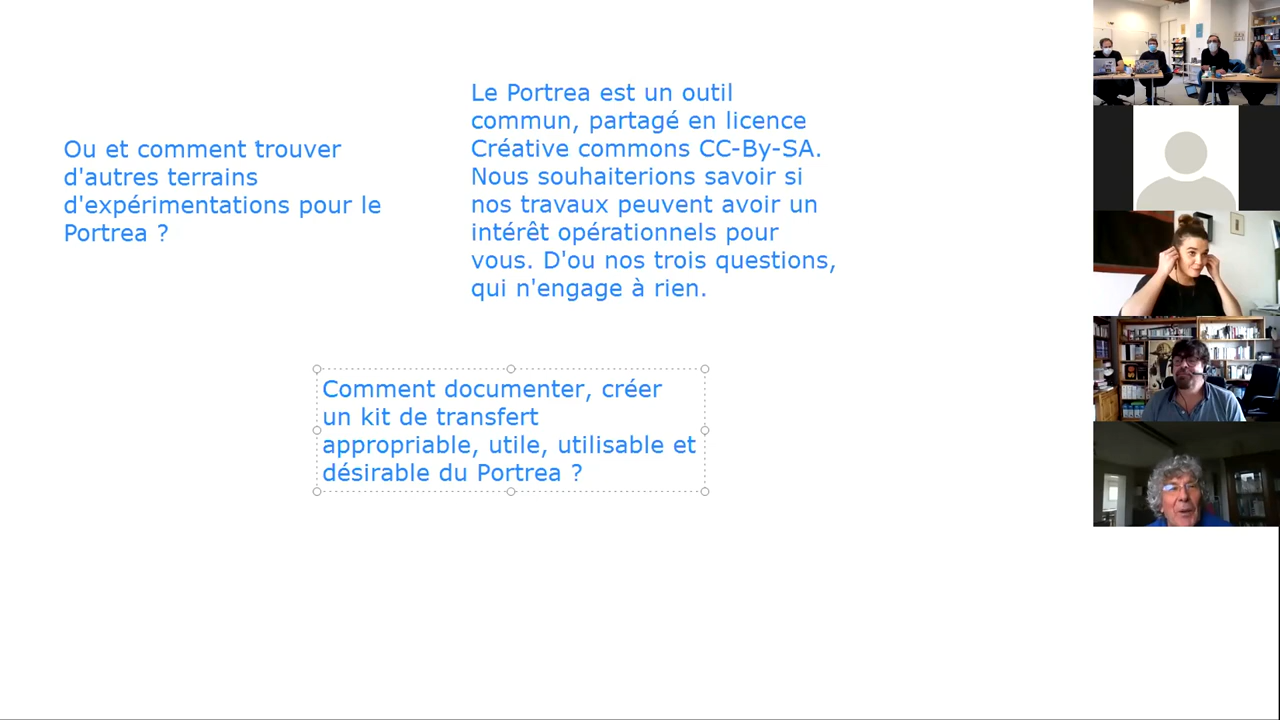 Ou et comment trouver
d'autres terrains
d'expérimentations pour le
Portrea ?
Le Portrea est un outil
commun, partagé en licence
Créative commons CC-By-SA.
Nous souhaiterions savoir si
nos travaux peuvent avoir un
intérêt opérationnels pour
vous. D'ou nos trois questions,
qui n'engage à rien.
Comment documenter, créer
un kit de transfert
appropriable, utile, utilisable et
désirable du Portrea ?